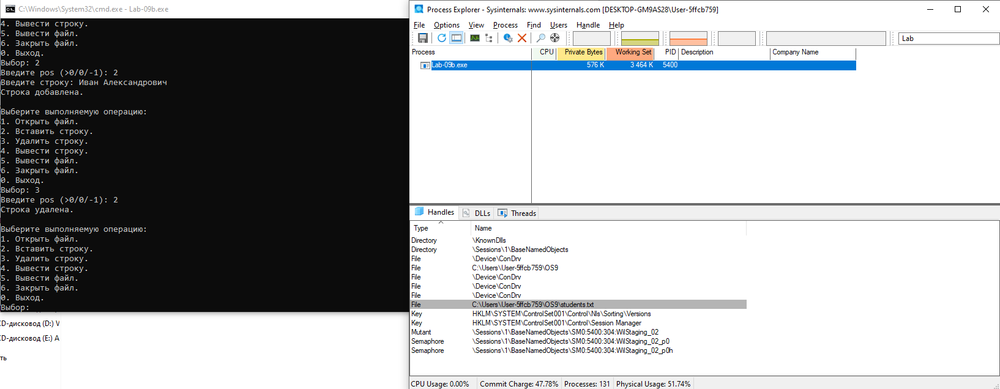 C:\Windows\System32\cmd.exe - Lab-09b.exe
4. Вывести строку.
5. Вывести файл.
6. Закрыть файл.
0. Выход.
Выбор: 2
Введите pos (>0/0/-1): 2
Введите строку: Иван Александрович
Строка добавлена.
Выберите выполняемую операцию:
1. Открыть файл.
2. Вставить строку.
3. Удалить строку.
4. Вывести строку.
5. Вывести файл.
6. Закрыть файл.
0. Выход.
Выбор: 3
Введите pos (>0/0/-1): 2
Строка удалена.
Выберите выполняемую операцию:
1. Открыть файл.
2. Вставить строку.
3. Удалить строку.
4. Вывести строку.
5. Вывести файл.
6. Закрыть файл.
0. Выход.
Выбор:
CD-дисковод (D:) V
CD-дисковод (E:) A
ть
Process Explorer - Sysinternals: www.sysinternals.com [DESKTOP-GM9AS28\User-5ffcb759]
File Options View Process Find Users Handle Help
Lab
Process CPU Private Bytes Working Set PID Description Company Name
Lab-09b.exe 576 K 3 464 K 5400
Handles DLLs Threads
Type Name
Directory \KnownDlls
Directory \Sessions\1\BaseNamedObjects
File \Device\ConDrv
File C:\Users\User-5ffcb759\OS9
File \Device\ConDrv
File \Device\ConDrv
File \Device\ConDrv
File C:\Users\User-5ffcb759\OS9\students.txt
Key HKLM\SYSTEM\ControlSet001\Control\Nls\Sorting\Versions
Key HKLM\SYSTEM\ControlSet001\Control\Session Manager
Mutant \Sessions\1\BaseNamedObjects\SM0:5400:304:WilStaging_02
Semaphore \Sessions\1\BaseNamedObjects\SM0:5400:304:WilStaging_02_p0
Semaphore \Sessions\1\BaseNamedObjects\SM0:5400:304:WilStaging_02_p0h
CPU Usage: 0.00% Commit Charge: 47.78% Processes: 131 Physical Usage: 51.74%